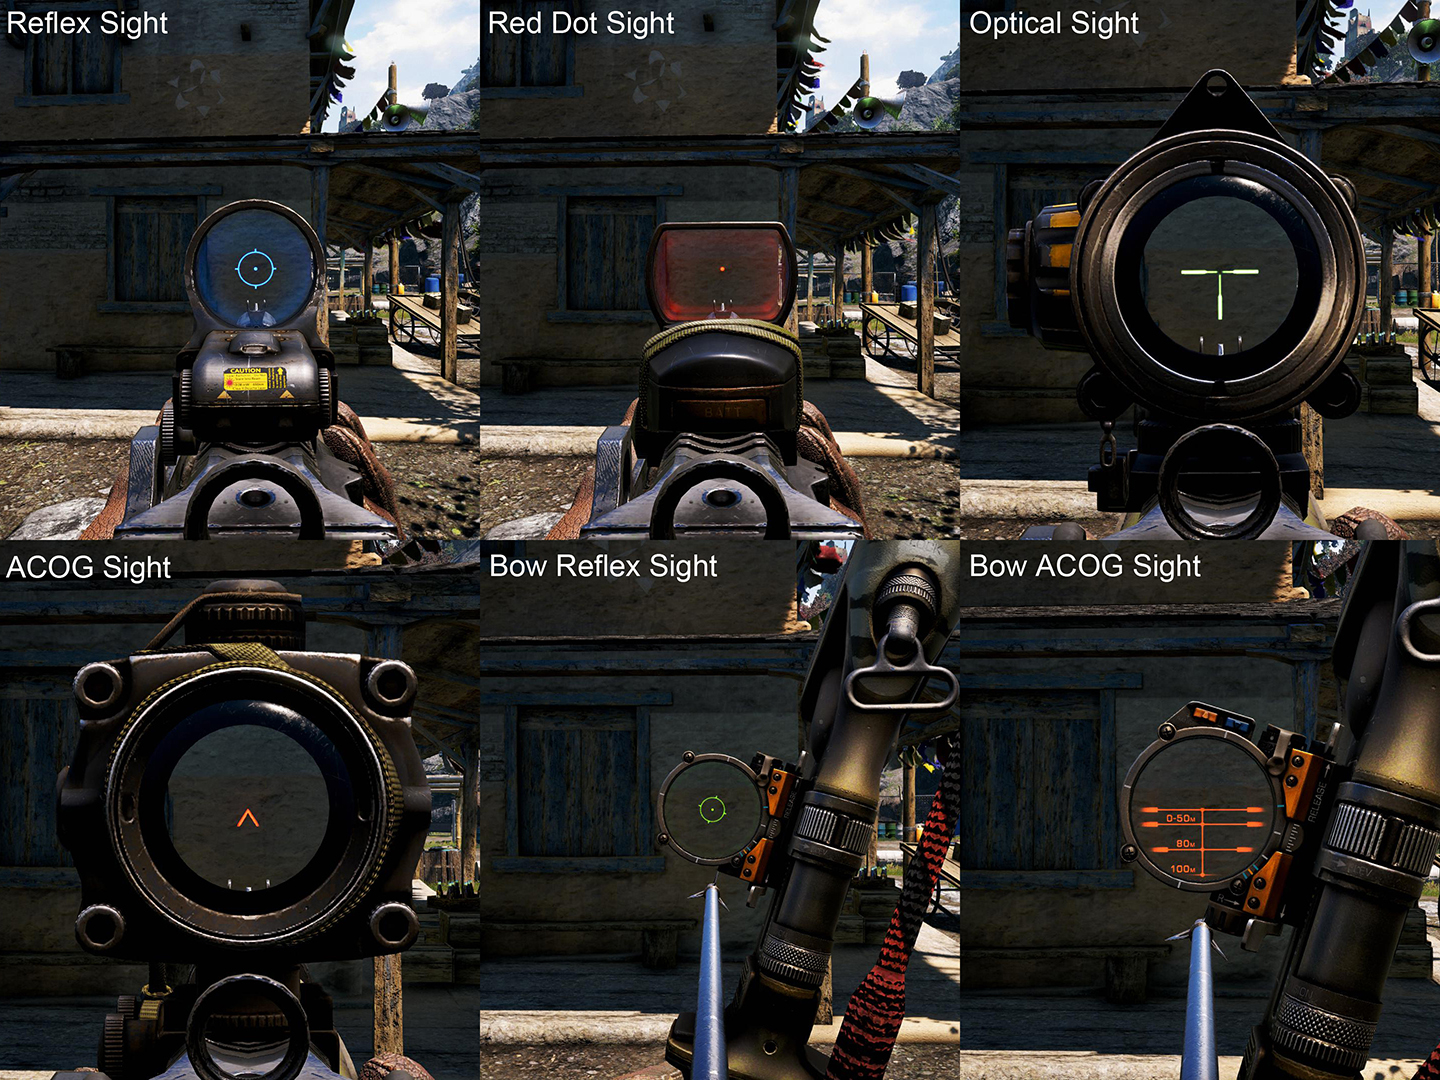 Reflex Sight
Red Dot Sight
Optical Sight
CAUTION
BATT
ACOG Sight
Bow Reflex Sight
Bow ACOG Sight
RELEASE
0-50M
80M
100M